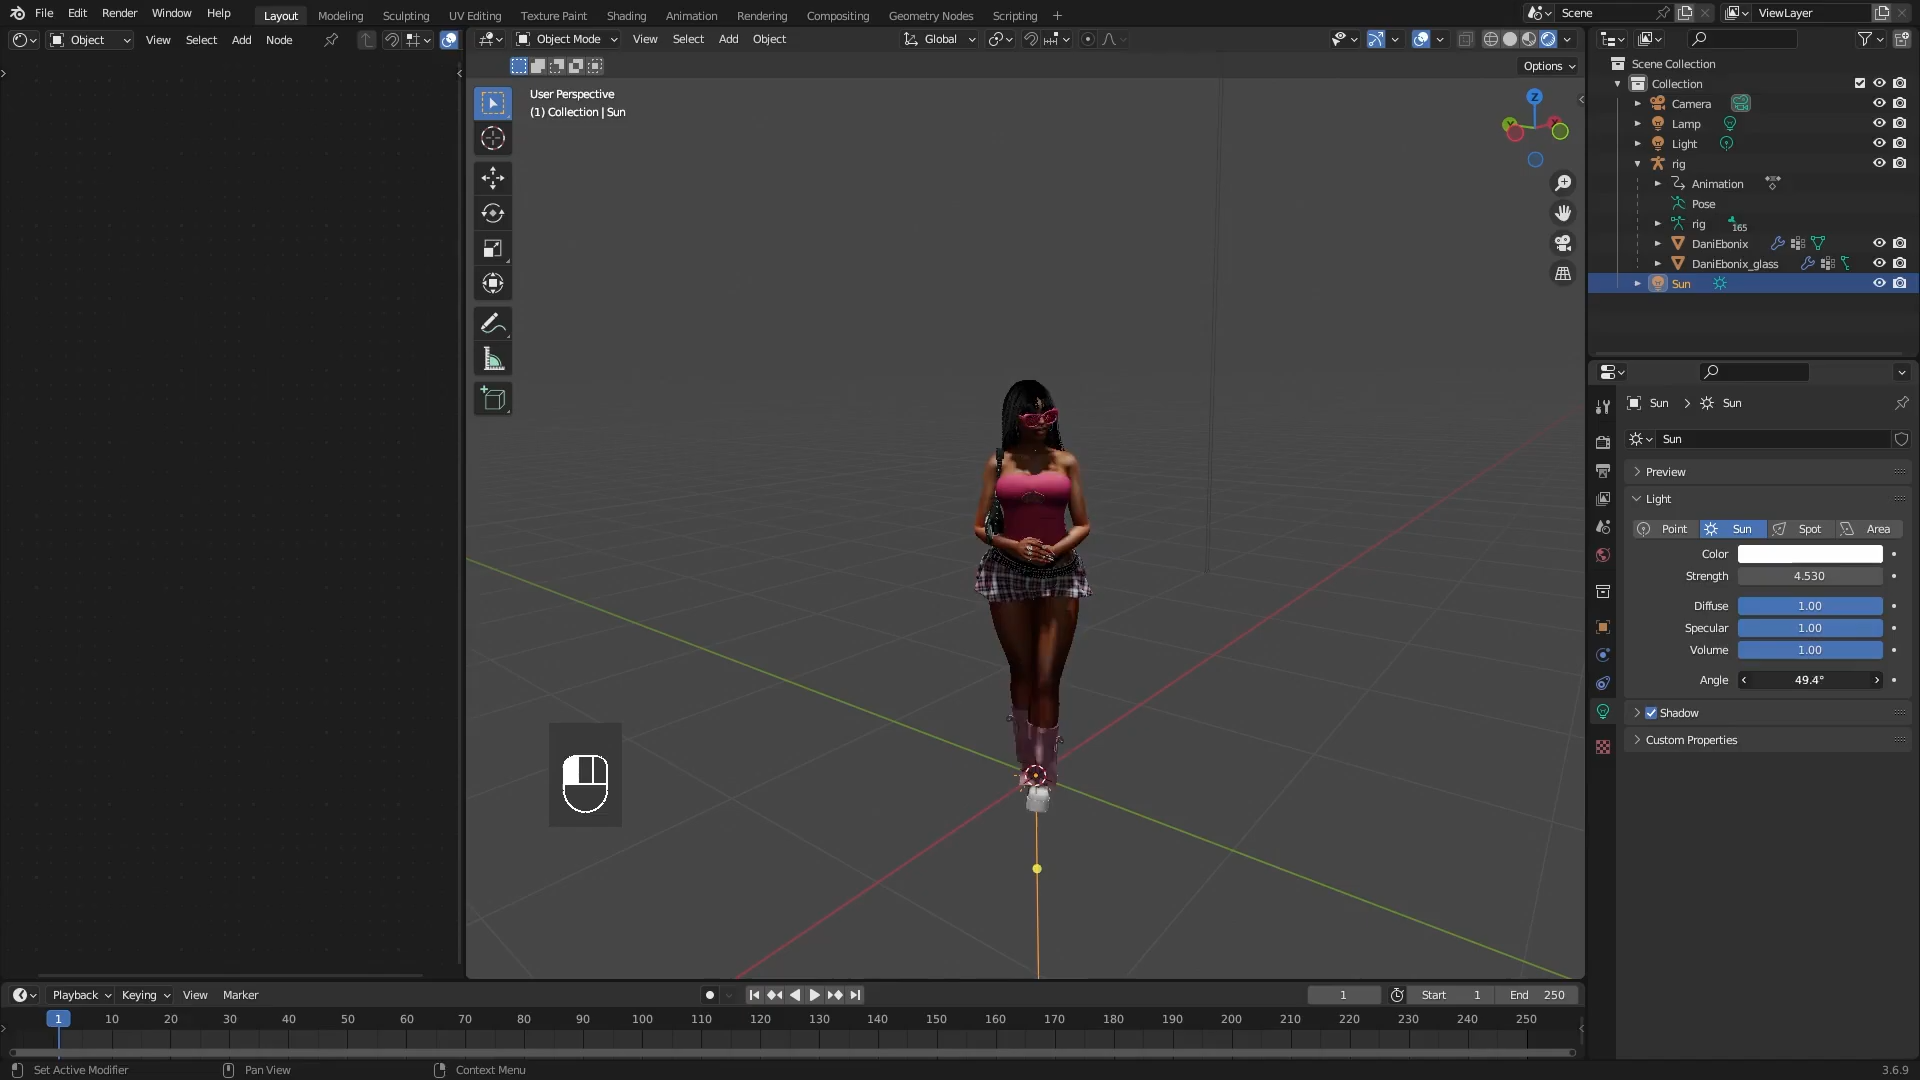 File Edit Render Window Help Layout Modeling Sculpting UV Editing Texture Paint Shading Animation Rendering Compositing Geometry Nodes Scripting + Scene ViewLayer
Object View Select Add Node
Object Mode View Select Add Object Global
Options
User Perspective
(1) Collection | Sun
Z
Scene Collection
Collection
Camera
Lamp
Light
rig
Animation
Pose
rig 165
DaniEbonix
DaniEbonix_glass
Sun
Sun > Sun
Sun
Preview
Light
Point Sun Spot Area
Color
Strength 4.530
Diffuse 1.00
Specular 1.00
Volume 1.00
Angle 49.4°
Shadow
Custom Properties
Playback Keying View Marker 1 Start 1 End 250
1 10 20 30 40 50 60 70 80 90 100 110 120 130 140 150 160 170 180 190 200 210 220 230 240 250
Set Active Modifier Pan View Context Menu 3.6.9